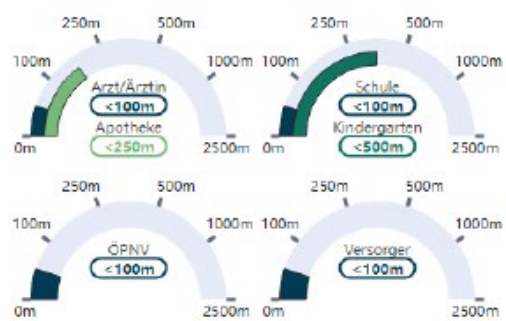 250m 500m
100m 1000m
Arzt/Ärztin
<100m
Apotheke
<250m
0m 2500m
250m 500m
100m 1000m
Schule
<100m
Kindergarten
<500m
0m 2500m
250m 500m
100m 1000m
ÖPNV
<100m
0m 2500m
250m 500m
100m 1000m
Versorger
<100m
0m 2500m